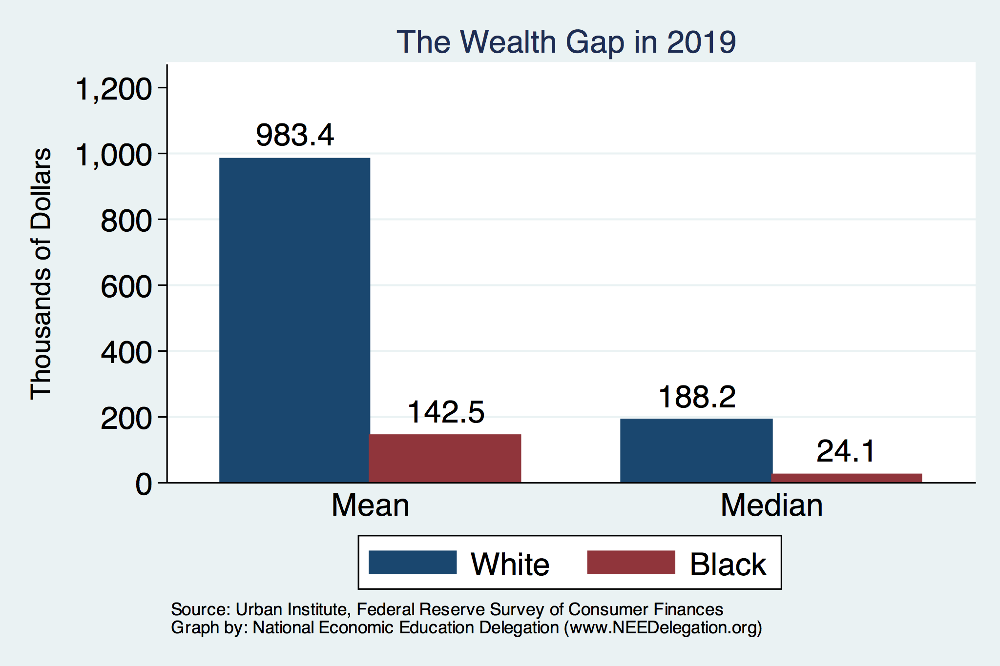 The Wealth Gap in 2019
Thousands of Dollars
1,200
1,000
800
600
400
200
0
983.4
142.5
188.2
24.1
Mean
Median
White
Black
Source: Urban Institute, Federal Reserve Survey of Consumer Finances
Graph by: National Economic Education Delegation (www.NEEDelegation.org)